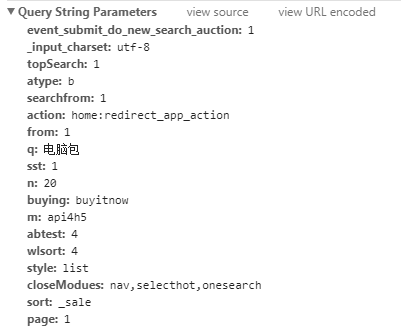 Query String Parameters view source view URL encoded
event_submit_do_new_search_auction: 1
_input_charset: utf-8
topSearch: 1
atype: b
searchfrom: 1
action: home:redirect_app_action
from: 1
q: 电脑包
sst: 1
n: 20
buying: buyitnow
m: api4h5
abtest: 4
wlsort: 4
style: list
closeModues: nav,selecthot,onesearch
sort: _sale
page: 1